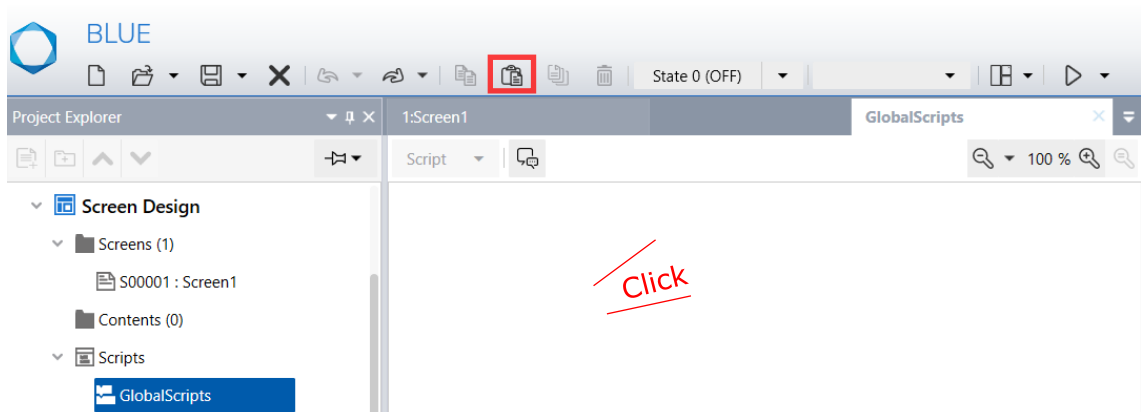 BLUE
State 0 (OFF)
Project Explorer
1:Screen1
GlobalScripts
Script
100 %
Screen Design
Screens (1)
S00001 : Screen1
Contents (0)
Scripts
GlobalScripts
Click